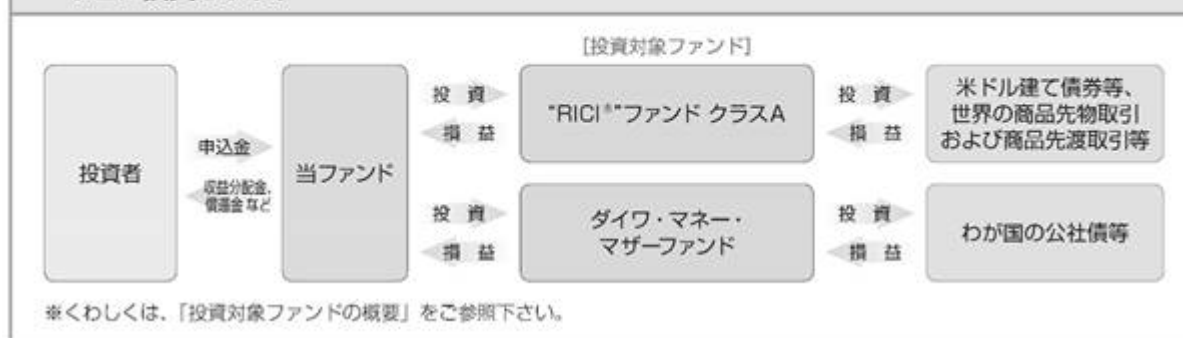 [投資対象ファンド]
投資者
申込金
収益分配金、
償還金 など
当ファンド
投 資
損 益
"RICI®"ファンド クラスA
投 資
損 益
米ドル建て債券等、
世界の商品先物取引
および商品先渡取引等
投 資
損 益
ダイワ・マネー・
マザーファンド
投 資
損 益
わが国の公社債等
※くわしくは、「投資対象ファンドの概要」をご参照下さい。